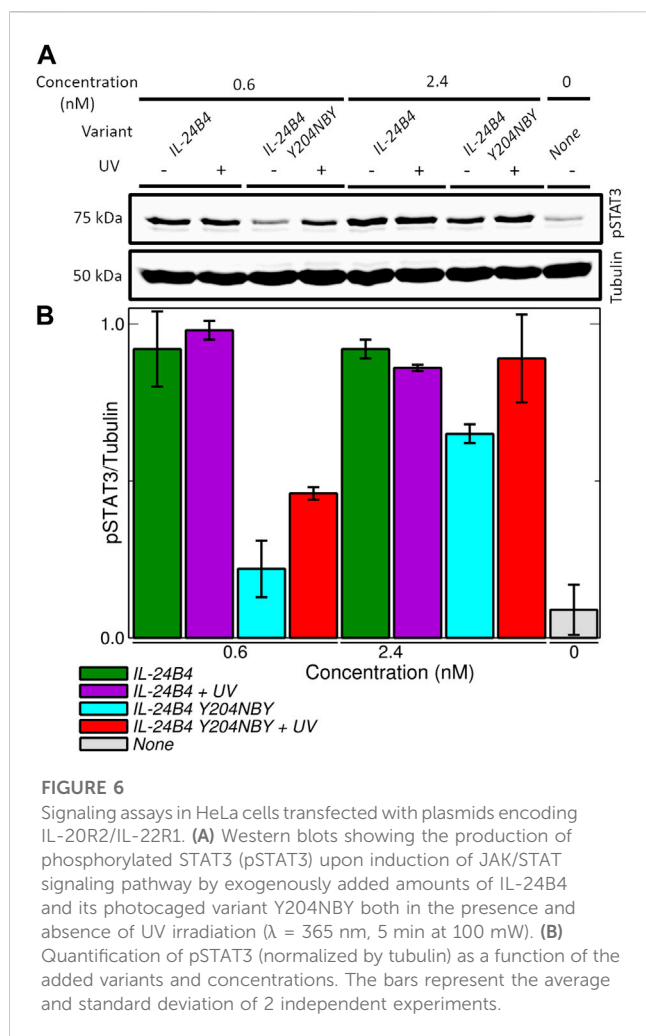 A
Concentration (nM) 0.6 2.4 0
Variant IL-24B4 IL-24B4 Y204NBY IL-24B4 IL-24B4 Y204NBY None
UV - + - + - + - + -
75 kDa pSTAT3
50 kDa Tubulin
B
1.0
pSTAT3/Tubulin
0.0
0.6 2.4 0
Concentration (nM)
IL-24B4
IL-24B4 + UV
IL-24B4 Y204NBY
IL-24B4 Y204NBY + UV
None
FIGURE 6
Signaling assays in HeLa cells transfected with plasmids encoding
IL-20R2/IL-22R1. (A) Western blots showing the production of
phosphorylated STAT3 (pSTAT3) upon induction of JAK/STAT
signaling pathway by exogenously added amounts of IL-24B4
and its photocaged variant Y204NBY both in the presence and
absence of UV irradiation (λ = 365 nm, 5 min at 100 mW). (B)
Quantification of pSTAT3 (normalized by tubulin) as a function of the
added variants and concentrations. The bars represent the average
and standard deviation of 2 independent experiments.